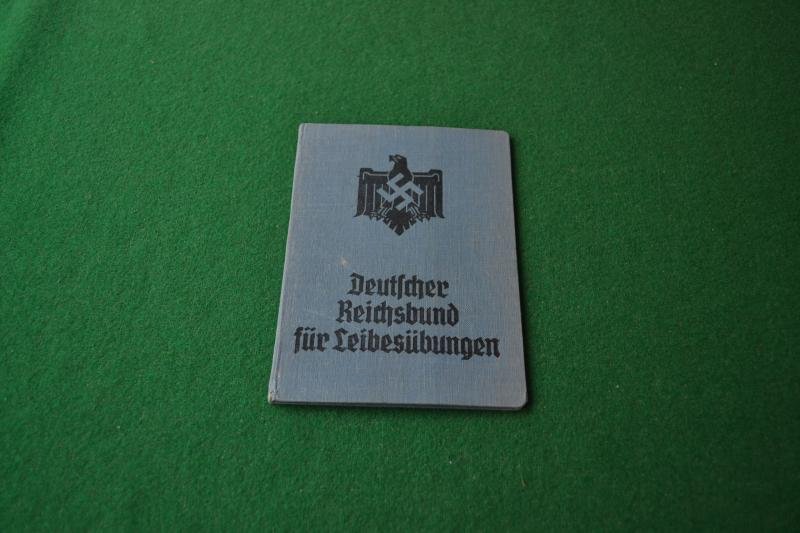 Deutscher
Reichsbund
für Leibesübungen